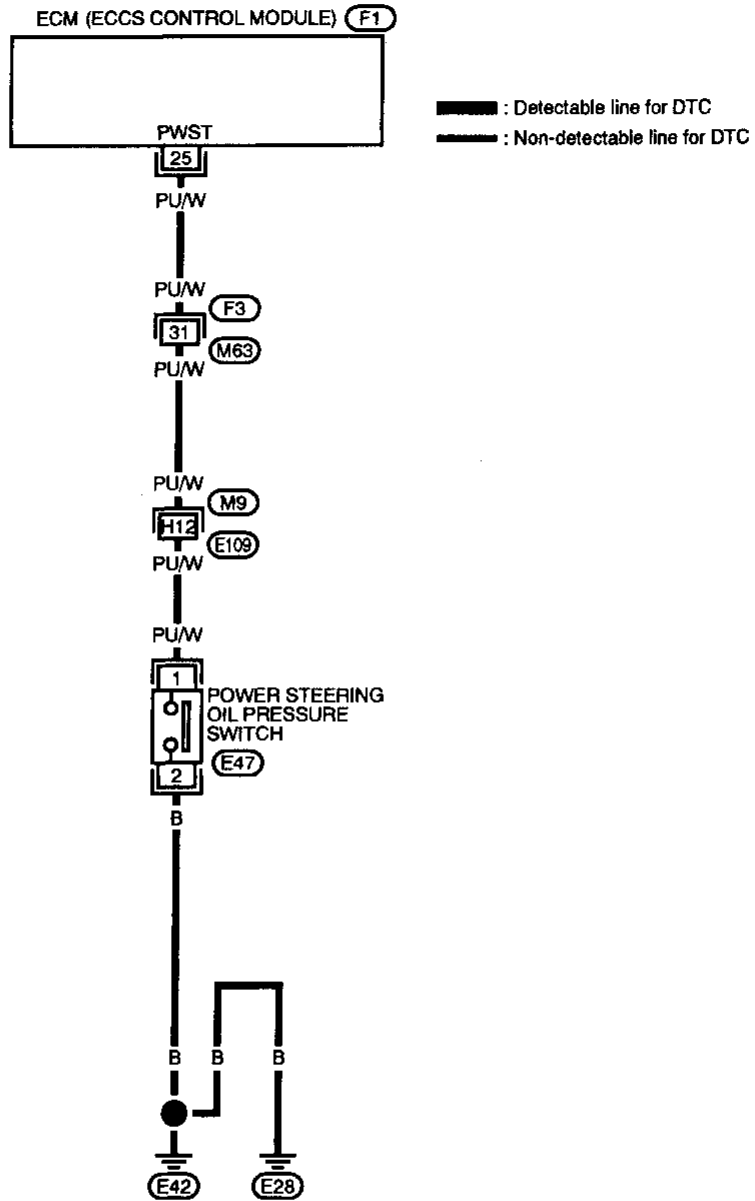 ECM (ECCS CONTROL MODULE) F1
: Detectable line for DTC
PWST
: Non-detectable line for DTC
25
PU/W
PU/W
F3
31
M63
PU/W
PU/W
M9
H12
E109
PU/W
PU/W
1
POWER STEERING
OIL PRESSURE
SWITCH
E47
2
B
B B B
E42 E28